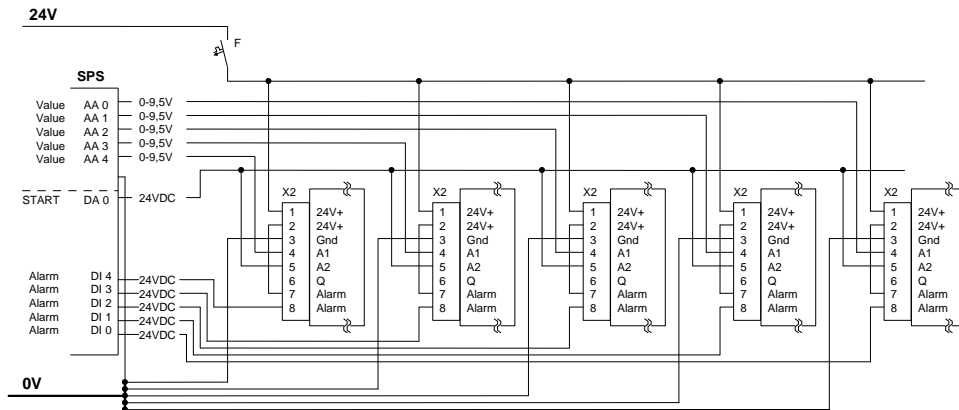 24V
F
SPS
Value AA 0 0-9,5V
Value AA 1 0-9,5V
Value AA 2 0-9,5V
Value AA 3 0-9,5V
Value AA 4 0-9,5V
START DA 0 24VDC
Alarm DI 4 24VDC
Alarm DI 3 24VDC
Alarm DI 2 24VDC
Alarm DI 1 24VDC
Alarm DI 0 24VDC
0V
X2
1 24V+
2 24V+
3 Gnd
4 A1
5 A2
6 Q
7 Alarm
8 Alarm
X2
1 24V+
2 24V+
3 Gnd
4 A1
5 A2
6 Q
7 Alarm
8 Alarm
X2
1 24V+
2 24V+
3 Gnd
4 A1
5 A2
6 Q
7 Alarm
8 Alarm
X2
1 24V+
2 24V+
3 Gnd
4 A1
5 A2
6 Q
7 Alarm
8 Alarm
X2
1 24V+
2 24V+
3 Gnd
4 A1
5 A2
6 Q
7 Alarm
8 Alarm